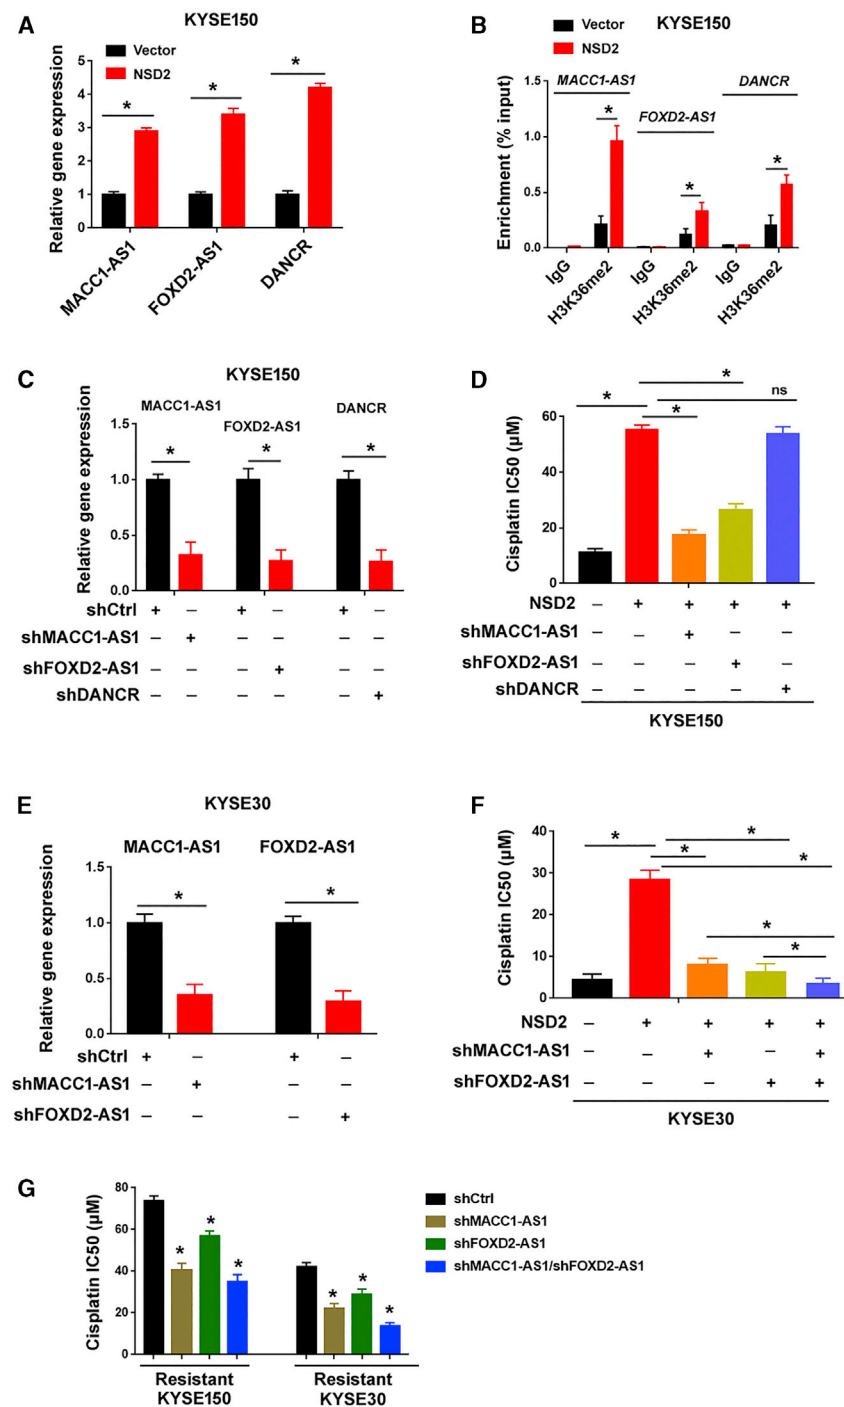 A
KYSE150
Vector
NSD2
Relative gene expression
5
4
3
2
1
0
*
*
*
MACC1-AS1
FOXD2-AS1
DANCR
B
KYSE150
Vector
NSD2
Enrichment (% input)
1.5
1.0
0.5
0.0
MACC1-AS1
FOXD2-AS1
DANCR
*
*
*
IgG
H3K36me2
IgG
H3K36me2
IgG
H3K36me2
C
KYSE150
Relative gene expression
1.5
1.0
0.5
0.0
MACC1-AS1
FOXD2-AS1
DANCR
*
*
*
shCtrl + – + – + –
shMACC1-AS1 – + – – – –
shFOXD2-AS1 – – – + – –
shDANCR – – – – – +
D
Cisplatin IC50 (µM)
60
40
20
0
*
*
*
ns
NSD2 – + + + +
shMACC1-AS1 – – + – –
shFOXD2-AS1 – – – + –
shDANCR – – – – +
KYSE150
E
KYSE30
Relative gene expression
1.5
1.0
0.5
0.0
MACC1-AS1
FOXD2-AS1
*
*
shCtrl + – + –
shMACC1-AS1 – + – –
shFOXD2-AS1 – – – +
F
Cisplatin IC50 (µM)
40
30
20
10
0
*
*
*
*
*
*
NSD2 – + + + +
shMACC1-AS1 – – + – +
shFOXD2-AS1 – – – + +
KYSE30
G
Cisplatin IC50 (µM)
80
60
40
20
0
*
*
*
*
*
*
Resistant
KYSE150
Resistant
KYSE30
shCtrl
shMACC1-AS1
shFOXD2-AS1
shMACC1-AS1/shFOXD2-AS1